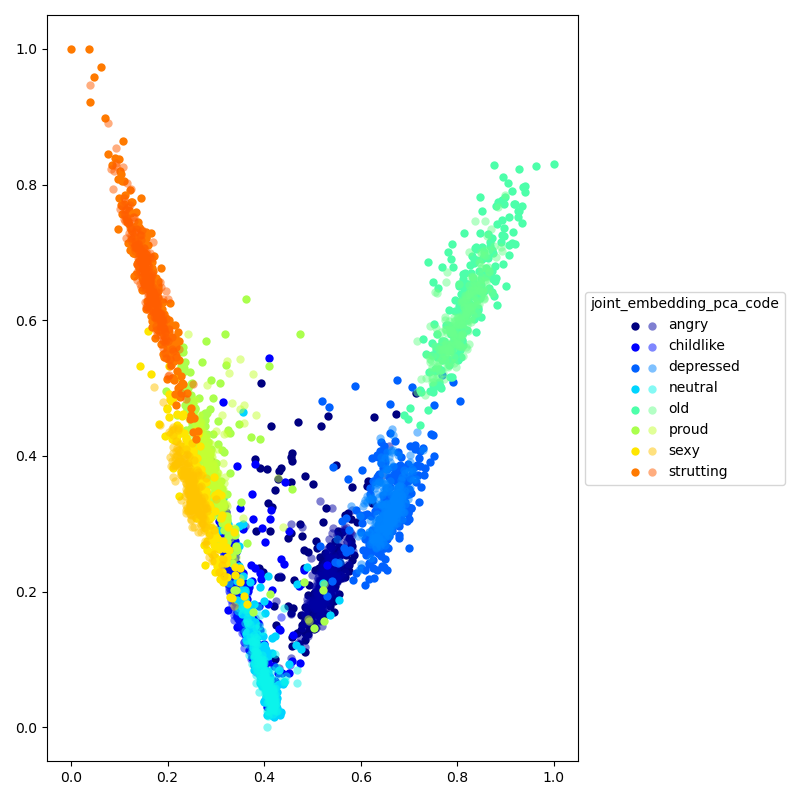 1.0
0.8
0.6
0.4
0.2
0.0
0.0 0.2 0.4 0.6 0.8 1.0
joint_embedding_pca_code
angry
childlike
depressed
neutral
old
proud
sexy
strutting